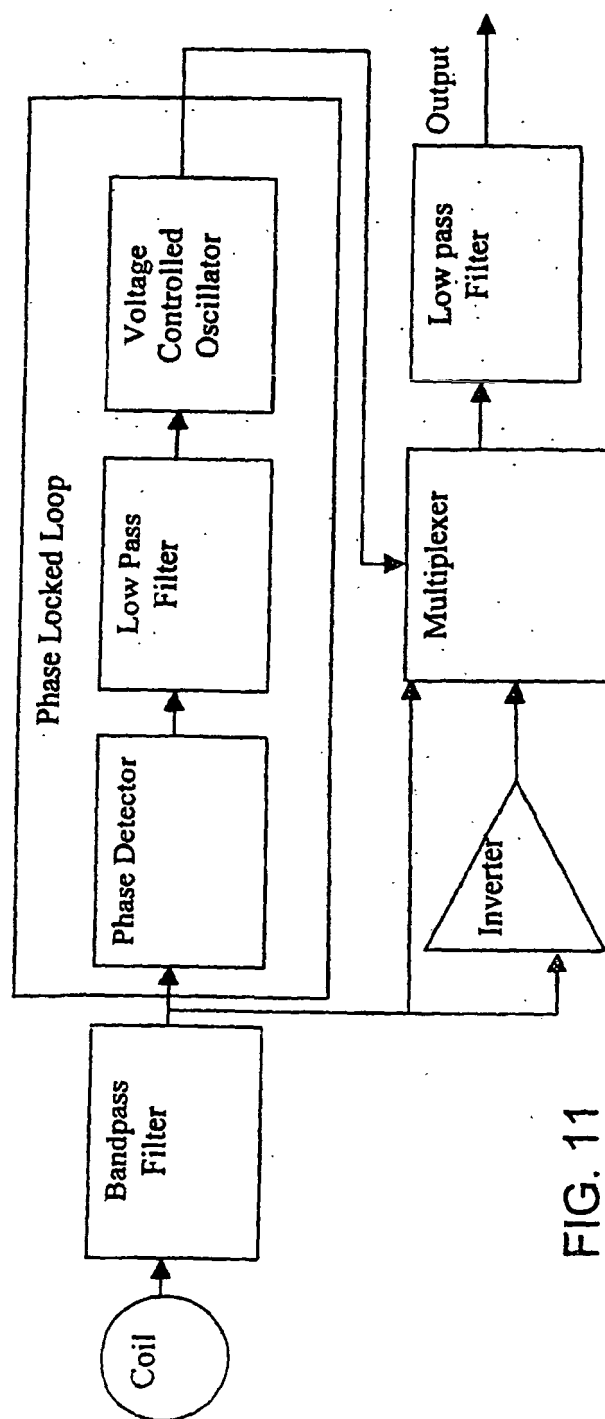 Phase Locked Loop
Coil
Bandpass
Filter
Phase Detector
Low Pass
Filter
Voltage
Controlled
Oscillator
Inverter
Multiplexer
Low pass
Filter
Output
FIG. 11